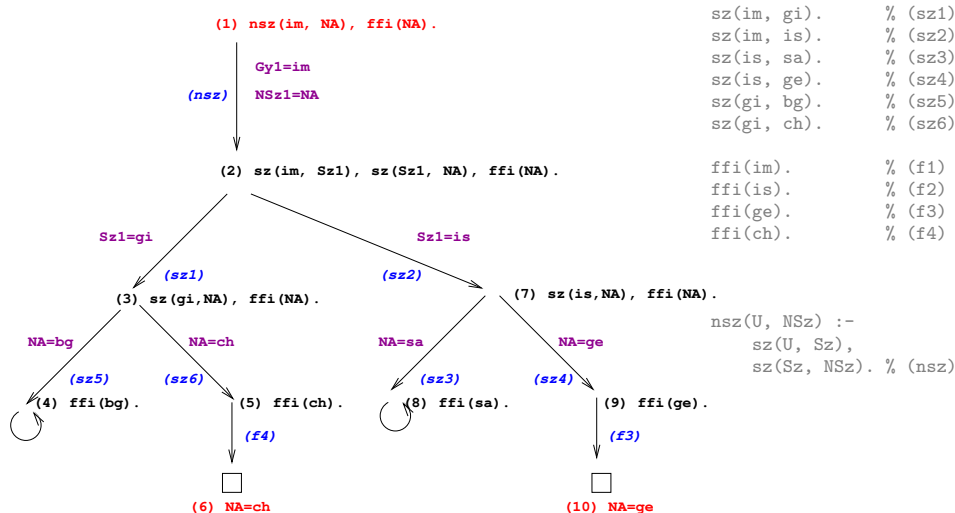 (1) nsz(im, NA), ffi(NA).
Gy1=im
(nsz) NSz1=NA
(2) sz(im, Sz1), sz(Sz1, NA), ffi(NA).
Sz1=gi
Sz1=is
(sz1)
(sz2)
(3) sz(gi,NA), ffi(NA).
(7) sz(is,NA), ffi(NA).
NA=bg
NA=ch
NA=sa
NA=ge
(sz5)
(sz6)
(sz3)
(sz4)
(4) ffi(bg).
(5) ffi(ch).
(8) ffi(sa).
(9) ffi(ge).
(f4)
(f3)
(6) NA=ch
(10) NA=ge
sz(im, gi). % (sz1)
sz(im, is). % (sz2)
sz(is, sa). % (sz3)
sz(is, ge). % (sz4)
sz(gi, bg). % (sz5)
sz(gi, ch). % (sz6)
ffi(im). % (f1)
ffi(is). % (f2)
ffi(ge). % (f3)
ffi(ch). % (f4)
nsz(U, NSz) :-
sz(U, Sz),
sz(Sz, NSz). % (nsz)